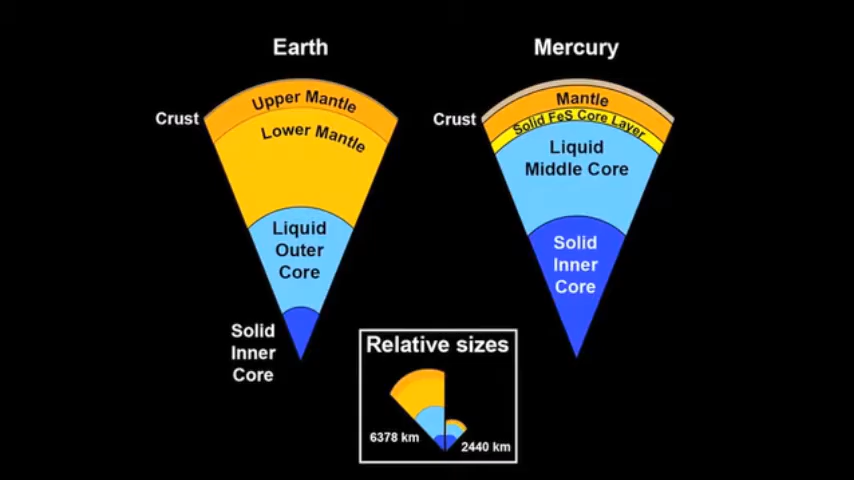 Earth
Mercury
Crust
Upper Mantle
Lower Mantle
Liquid
Outer
Core
Solid
Inner
Core
Crust
Mantle
Solid FeS Core Layer
Liquid
Middle Core
Solid
Inner
Core
Relative sizes
6378 km
2440 km